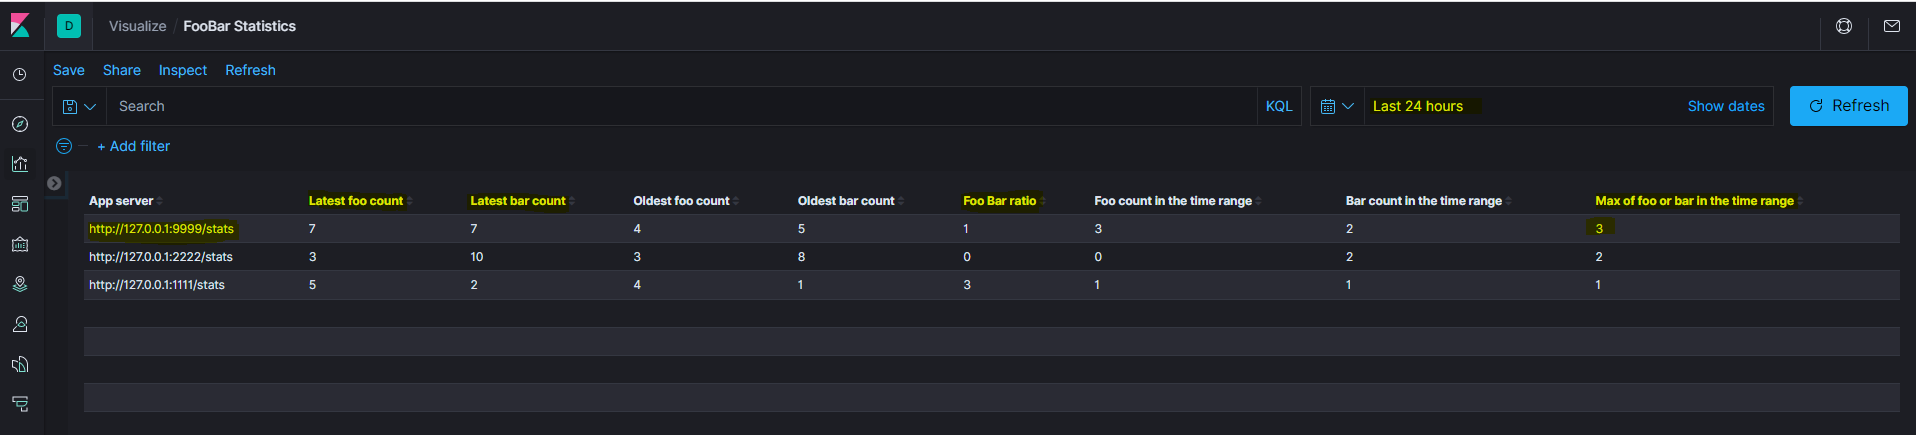 D Visualize / FooBar Statistics
Save Share Inspect Refresh
Search KQL Last 24 hours Show dates Refresh
+ Add filter
App server Latest foo count Latest bar count Oldest foo count Oldest bar count Foo Bar ratio Foo count in the time range Bar count in the time range Max of foo or bar in the time range
http://127.0.0.1:9999/stats 7 7 4 5 1 3 2 3
http://127.0.0.1:2222/stats 3 10 3 8 0 0 2 2
http://127.0.0.1:1111/stats 5 2 4 1 3 1 1 1